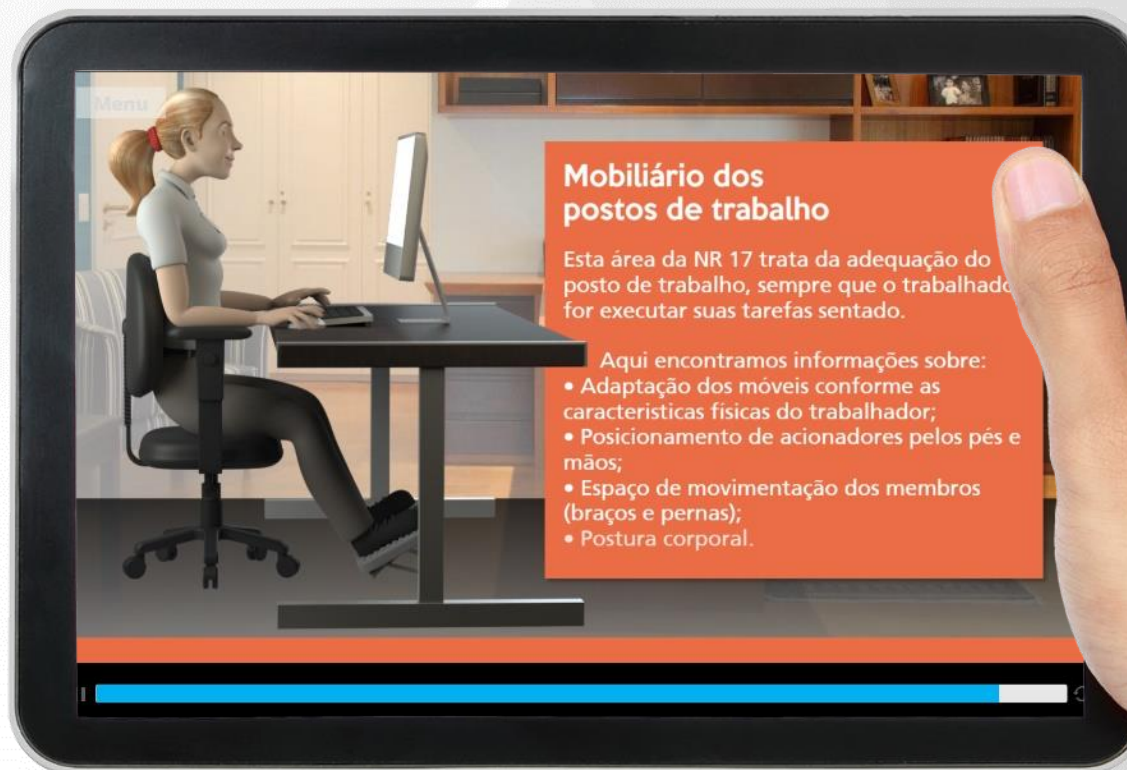 Menu
Mobiliário dos
postos de trabalho
Esta área da NR 17 trata da adequação do
posto de trabalho, sempre que o trabalhado
for executar suas tarefas sentado.
Aqui encontramos informações sobre:
• Adaptação dos móveis conforme as
caracteristicas físicas do trabalhador;
• Posicionamento de acionadores pelos pés e
mãos;
• Espaço de movimentação dos membros
(braços e pernas);
• Postura corporal.